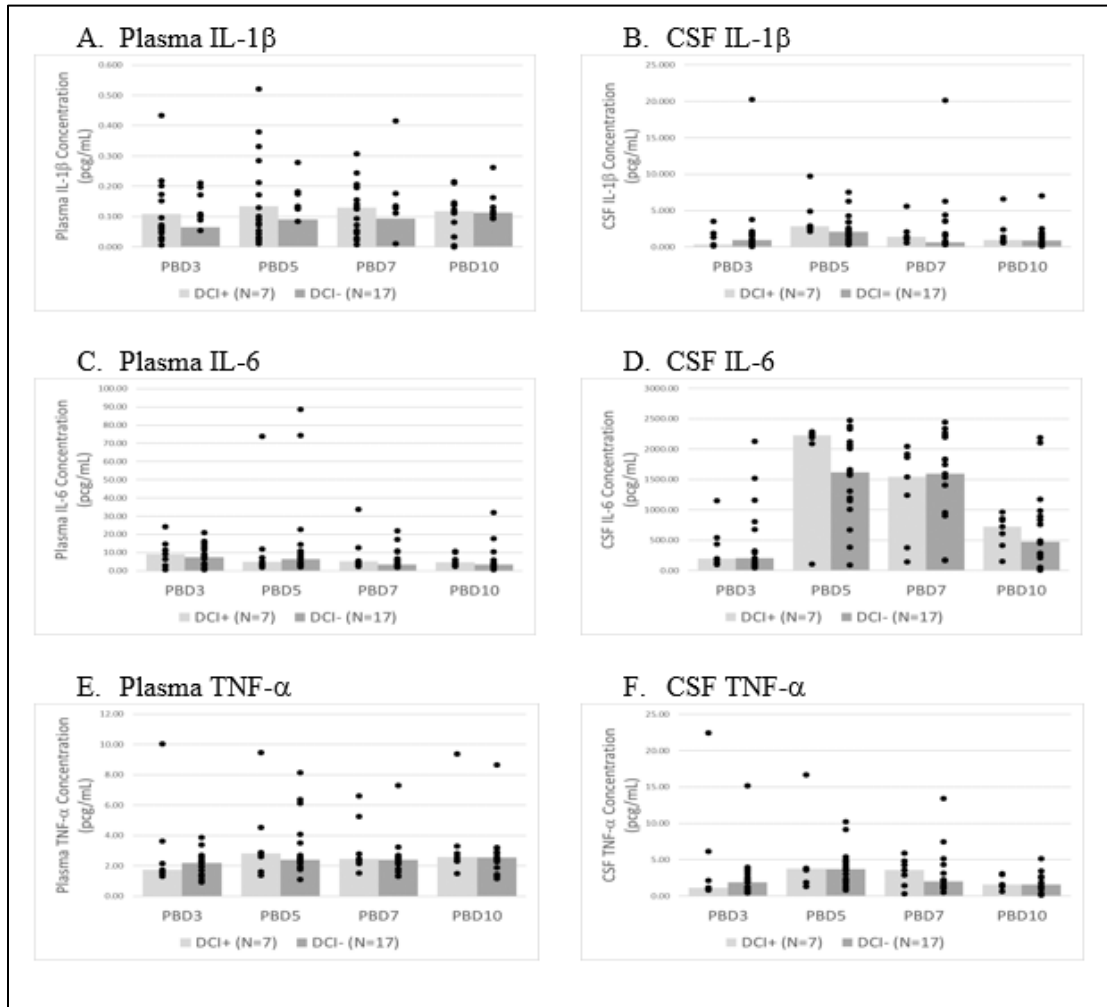 A. Plasma IL-1β
Plasma IL-1β Concentration
(pcg/mL)
0.600
0.500
0.400
0.300
0.200
0.100
0.000
PBD3 PBD5 PBD7 PBD10
DCI+ (N=7) DCI- (N=17)
B. CSF IL-1β
CSF IL-1β Concentration
(pcg/mL)
25.000
20.000
15.000
10.000
5.000
0.000
PBD3 PBD5 PBD7 PBD10
DCI+ (N=7) DCI= (N=17)
C. Plasma IL-6
Plasma IL-6 Concentration
(pcg/mL)
100.00
90.00
80.00
70.00
60.00
50.00
40.00
30.00
20.00
10.00
0.00
PBD3 PBD5 PBD7 PBD10
DCI+ (N=7) DCI- (N=17)
D. CSF IL-6
CSF IL-6 Concentration
(pcg/mL)
3000.00
2500.00
2000.00
1500.00
1000.00
500.00
0.00
PBD3 PBD5 PBD7 PBD10
DCI+ (N=7) DCI- (N=17)
E. Plasma TNF-α
Plasma TNF-α Concentration
(pcg/mL)
12.00
10.00
8.00
6.00
4.00
2.00
0.00
PBD3 PBD5 PBD7 PBD10
DCI+ (N=7) DCI- (N=17)
F. CSF TNF-α
CSF TNF-α Concentration
(pcg/mL)
25.00
20.00
15.00
10.00
5.00
0.00
PBD3 PBD5 PBD7 PBD10
DCI+ (N=7) DCI- (N=17)